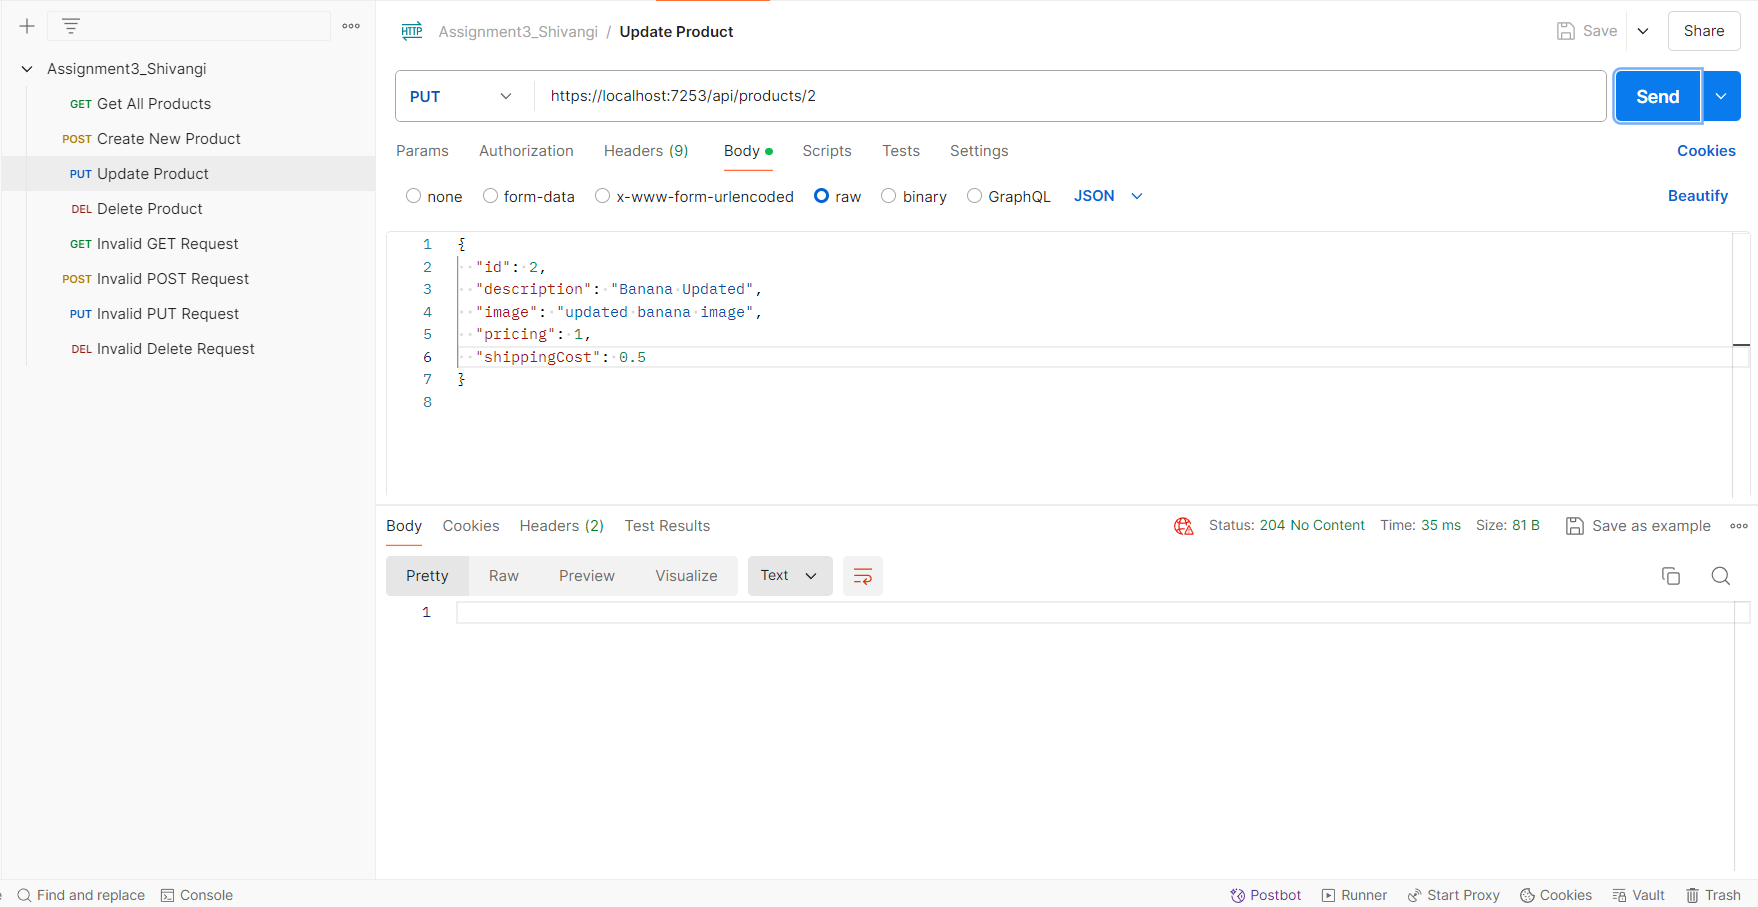 Assignment3_Shivangi
GET Get All Products
POST Create New Product
PUT Update Product
DEL Delete Product
GET Invalid GET Request
POST Invalid POST Request
PUT Invalid PUT Request
DEL Invalid Delete Request
HTTP Assignment3_Shivangi / Update Product
Save Share
PUT https://localhost:7253/api/products/2 Send
Params Authorization Headers (9) Body Scripts Tests Settings Cookies
none form-data x-www-form-urlencoded raw binary GraphQL JSON Beautify
1 {
2 "id": 2,
3 "description": "Banana Updated",
4 "image": "updated banana image",
5 "pricing": 1,
6 "shippingCost": 0.5
7 }
8
Body Cookies Headers (2) Test Results Status: 204 No Content Time: 35 ms Size: 81 B Save as example
Pretty Raw Preview Visualize Text
1
Find and replace Console Postbot Runner Start Proxy Cookies Vault Trash